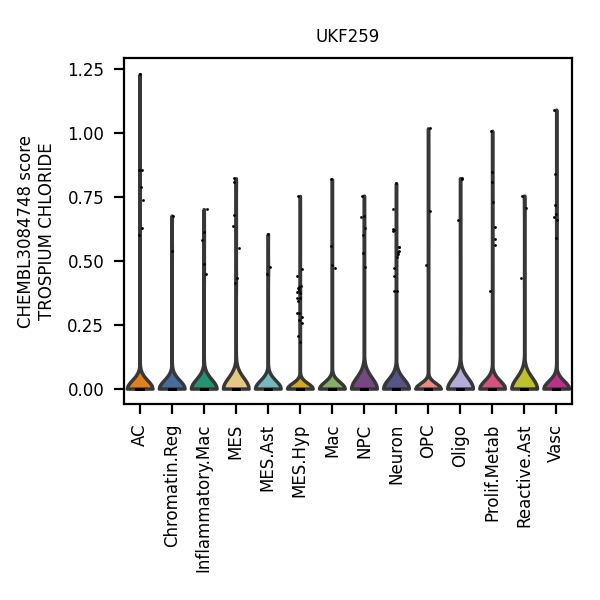 UKF259
CHEMBL3084748 score
TROSPIUM CHLORIDE
1.25
1.00
0.75
0.50
0.25
0.00
AC
Chromatin.Reg
Inflammatory.Mac
MES
MES.Ast
MES.Hyp
Mac
NPC
Neuron
OPC
Oligo
Prolif.Metab
Reactive.Ast
Vasc